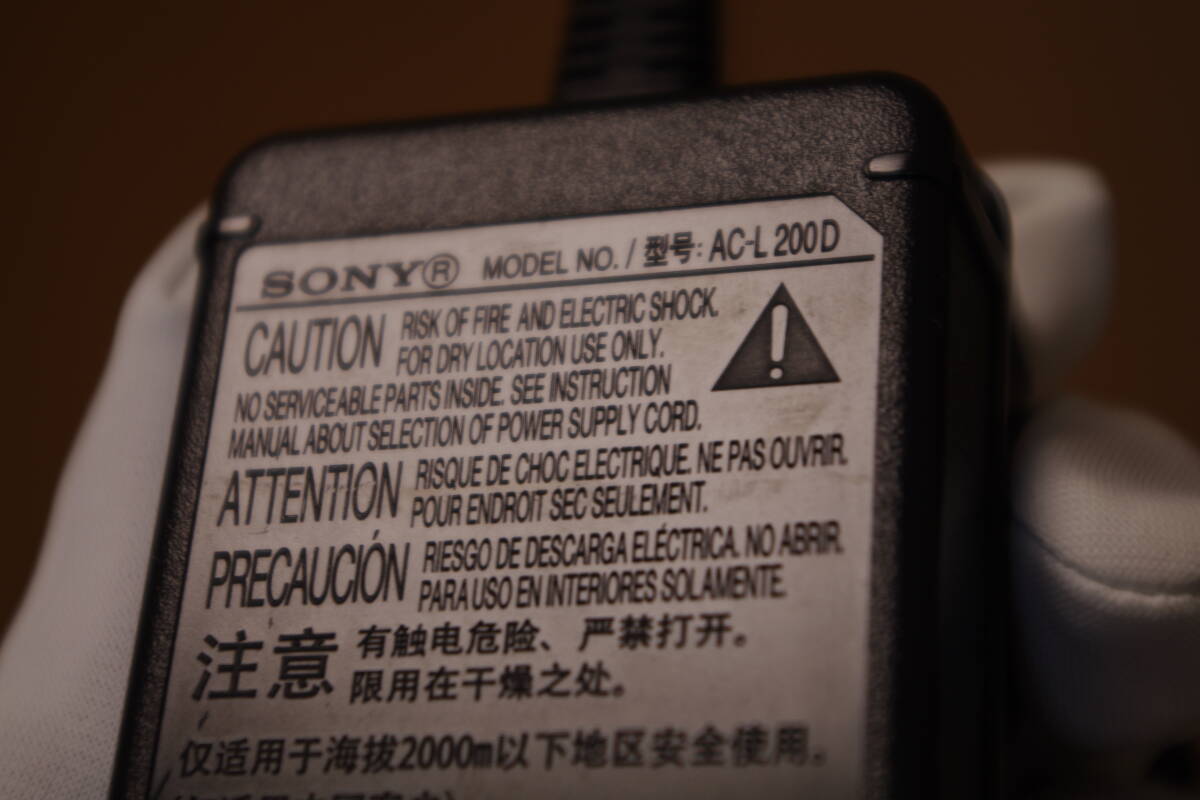 SONY® MODEL NO. / 型号: AC-L 200D
CAUTION RISK OF FIRE AND ELECTRIC SHOCK.
FOR DRY LOCATION USE ONLY.
NO SERVICEABLE PARTS INSIDE. SEE INSTRUCTION
MANUAL ABOUT SELECTION OF POWER SUPPLY CORD.
ATTENTION RISQUE DE CHOC ELECTRIQUE. NE PAS OUVRIR.
POUR ENDROIT SEC SEULEMENT.
PRECAUCIÓN RIESGO DE DESCARGA ELÉCTRICA. NO ABRIR.
PARA USO EN INTERIORES SOLAMENTE.
注意 有触电危险、严禁打开。
限用在干燥之处。
仅适用于海拔2000m以下地区安全使用。